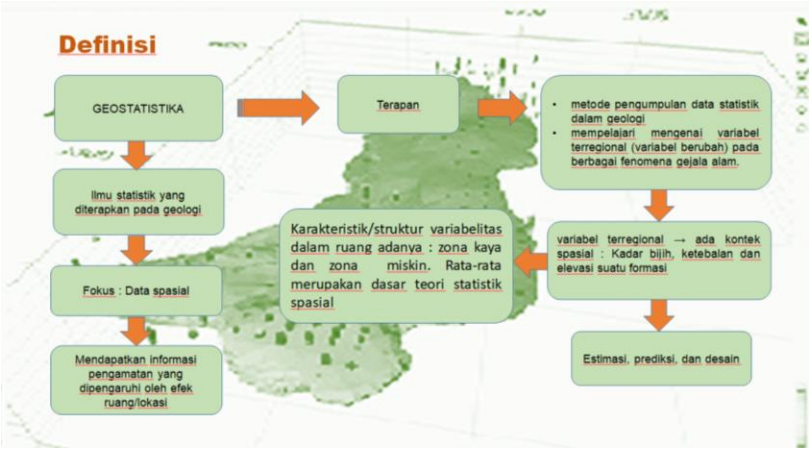 Definisi
GEOSTATISTIKA
Ilmu statistik yang
diterapkan pada geologi
Fokus : Data spasial
Mendapatkan informasi
pengamatan yang
dipengaruhi oleh efek
ruang/lokasi
Terapan
• metode pengumpulan data statistik
dalam geologi
• mempelajari mengenai variabel
terregional (variabel berubah) pada
berbagai fenomena gejala alam.
variabel terregional → ada kontek
spasial : Kadar bijih, ketebalan dan
elevasi suatu formasi
Karakteristik/struktur variabelitas
dalam ruang adanya : zona kaya
dan zona miskin. Rata-rata
merupakan dasar teori statistik
spasial
Estimasi, prediksi, dan desain